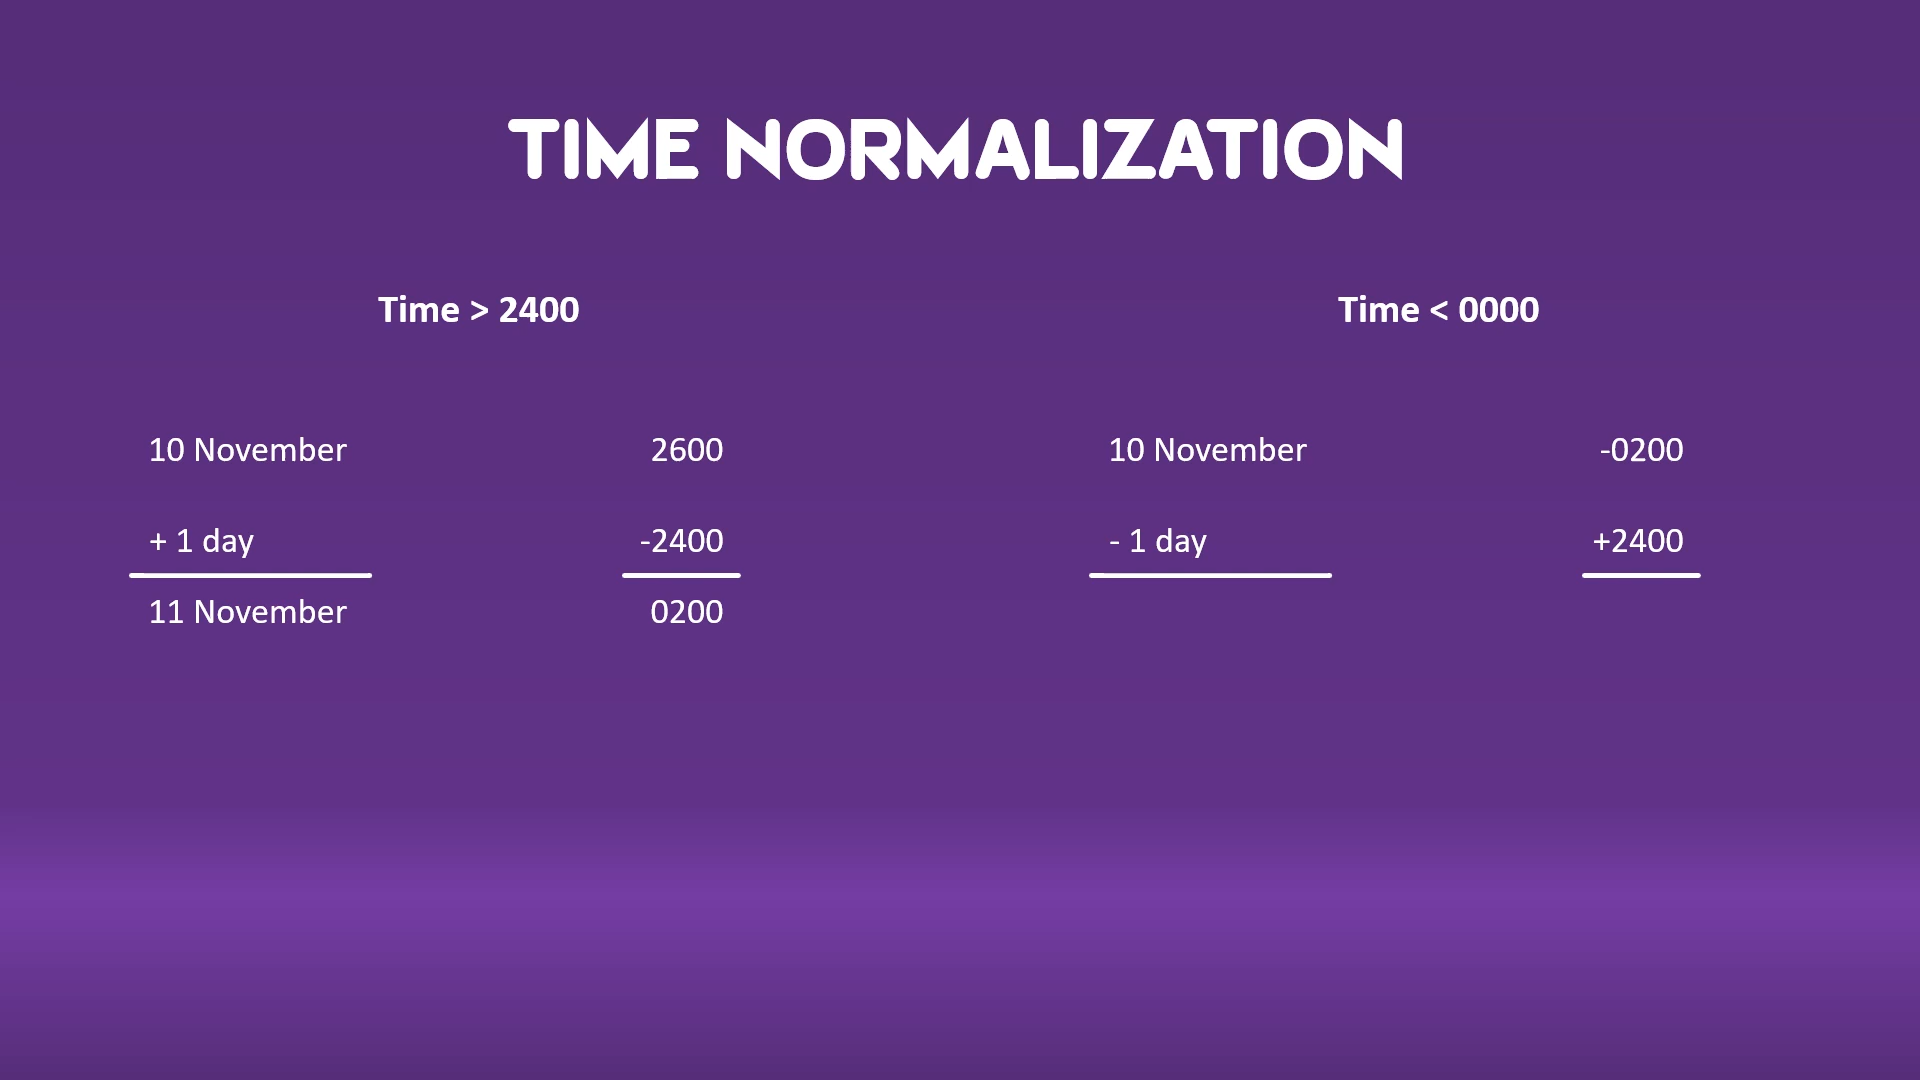 TIME NORMALIZATION
Time > 2400
10 November 2600
+ 1 day -2400
11 November 0200
Time < 0000
10 November -0200
- 1 day +2400